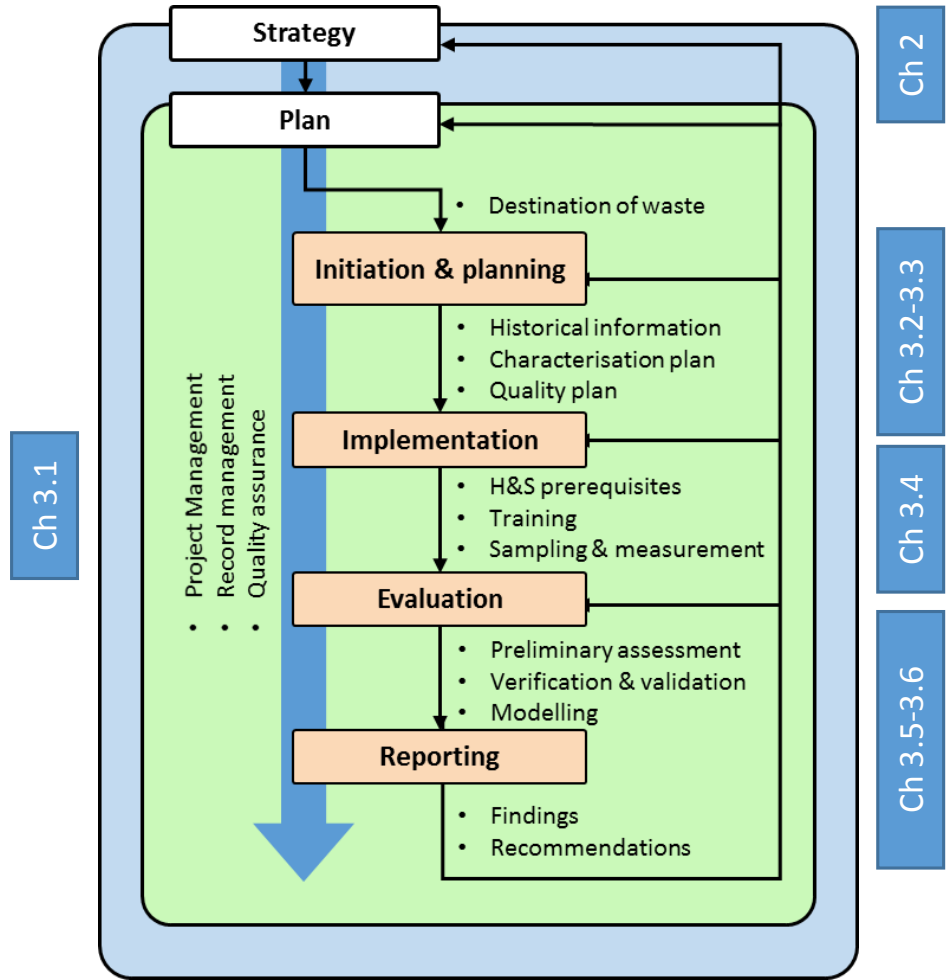 Strategy
Ch 2
Plan
• Destination of waste
Initiation & planning
Ch 3.2-3.3
• Historical information
• Characterisation plan
• Quality plan
Ch 3.1
• Project Management
• Record management
• Quality assurance
Implementation
Ch 3.4
• H&S prerequisites
• Training
• Sampling & measurement
Evaluation
Ch 3.5-3.6
• Preliminary assessment
• Verification & validation
• Modelling
Reporting
• Findings
• Recommendations